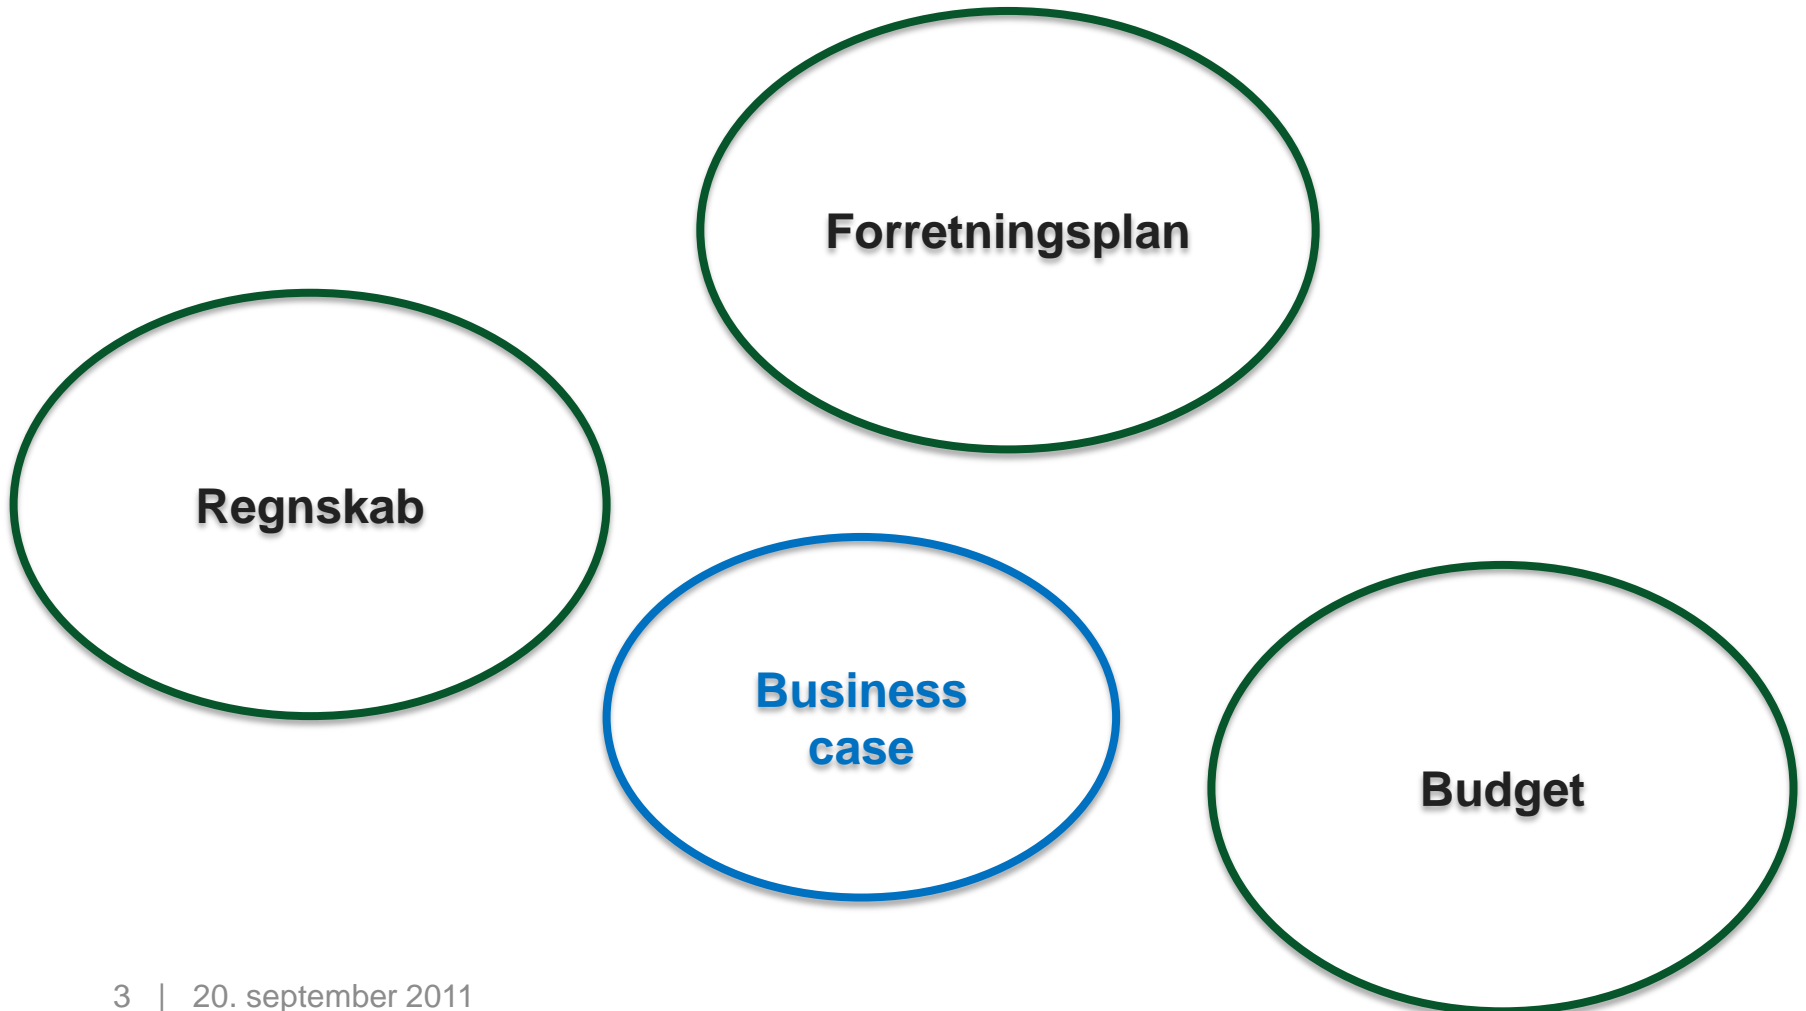 Forretningsplan
Regnskab
Business
case
Budget
3 | 20. september 2011